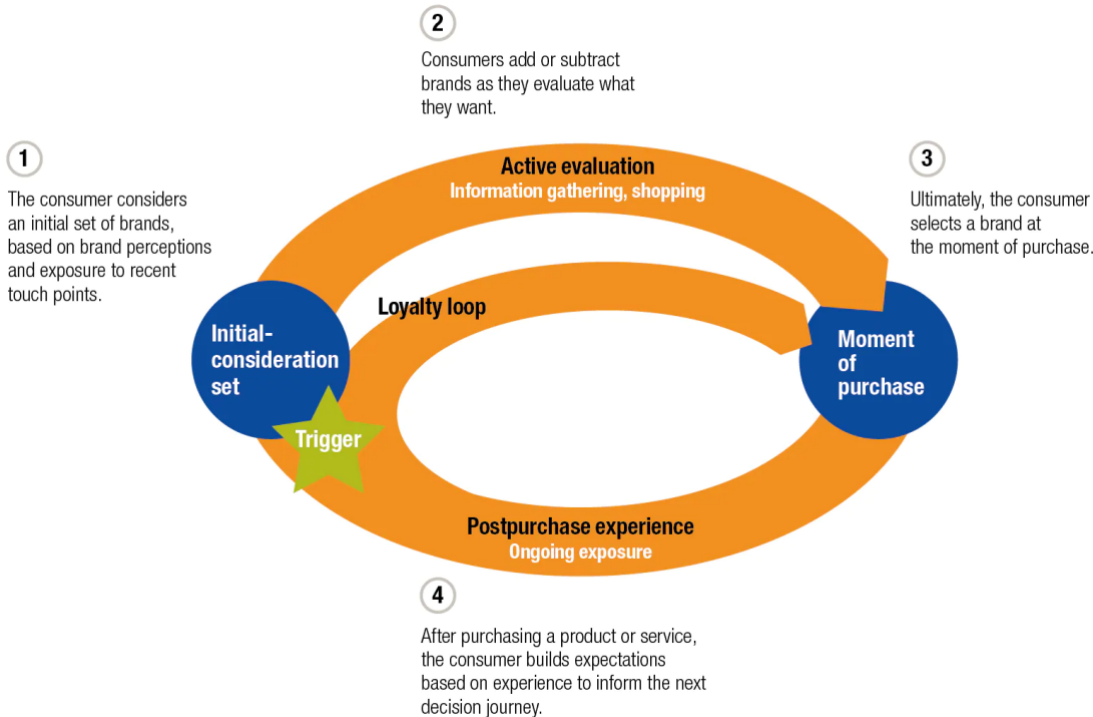 1
The consumer considers
an initial set of brands,
based on brand perceptions
and exposure to recent
touch points.
2
Consumers add or subtract
brands as they evaluate what
they want.
3
Ultimately, the consumer
selects a brand at
the moment of purchase.
Active evaluation
Information gathering, shopping
Loyalty loop
Initial-
consideration
set
Trigger
Moment
of
purchase
Postpurchase experience
Ongoing exposure
4
After purchasing a product or service,
the consumer builds expectations
based on experience to inform the next
decision journey.